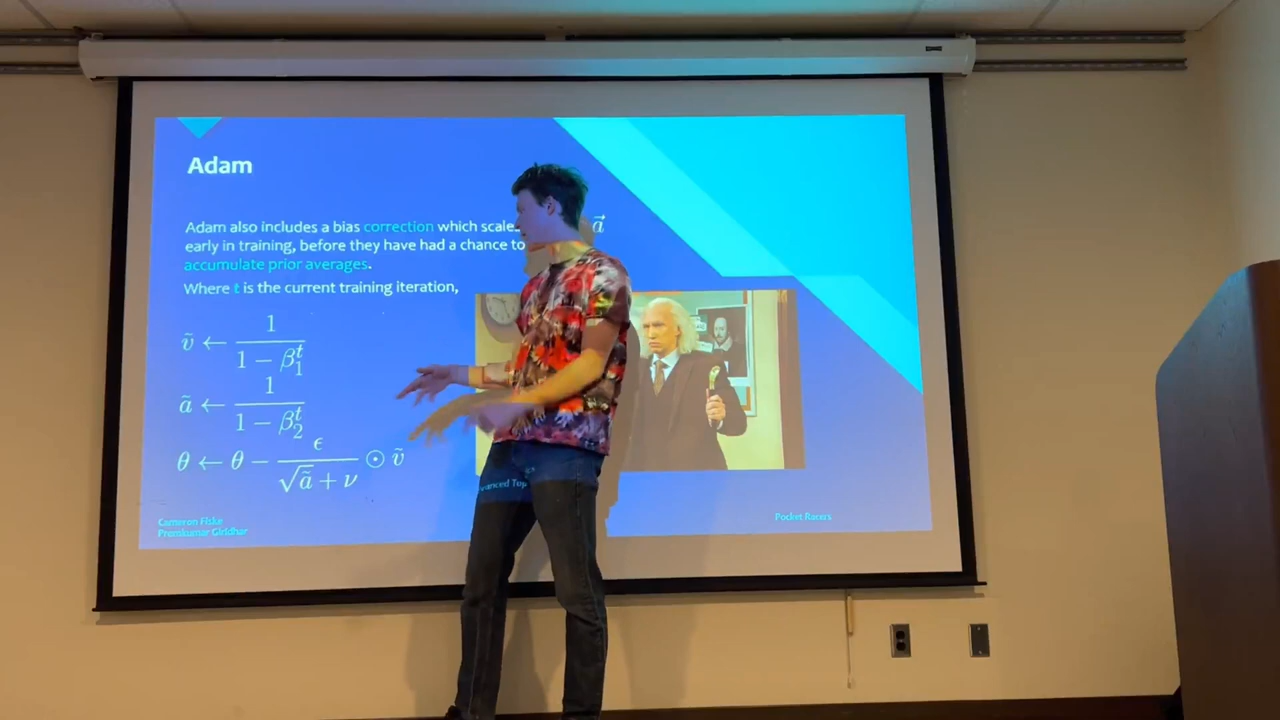 Adam
Adam also includes a bias correction which scales a⃗
early in training, before they have had a chance to
accumulate prior averages.
Where t is the current training iteration,
ṽ ← 1 / (1 − β₁ᵗ)
ã ← 1 / (1 − β₂ᵗ)
θ ← θ − ϵ / (√ã + ν) ⊙ ṽ
Cameron Fiske
Premkumar Giridhar
Pocket Racers